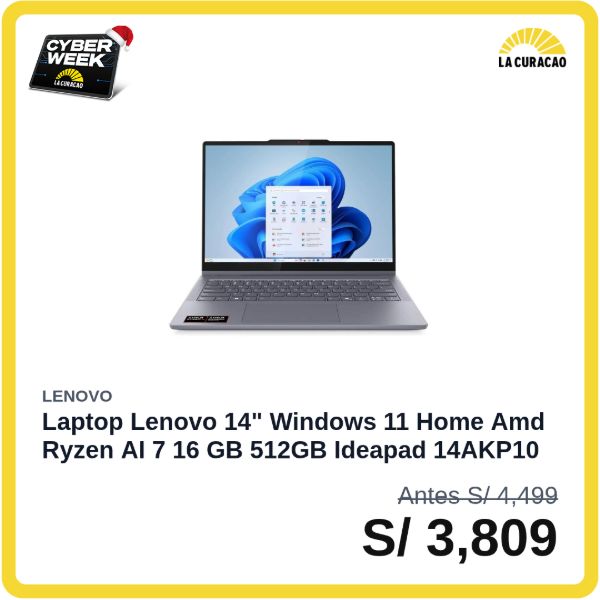 CYBER
WEEK
LA CURACAO
LA CURACAO
LENOVO
Laptop Lenovo 14" Windows 11 Home Amd
Ryzen AI 7 16 GB 512GB Ideapad 14AKP10
Antes S/ 4,499
S/ 3,809